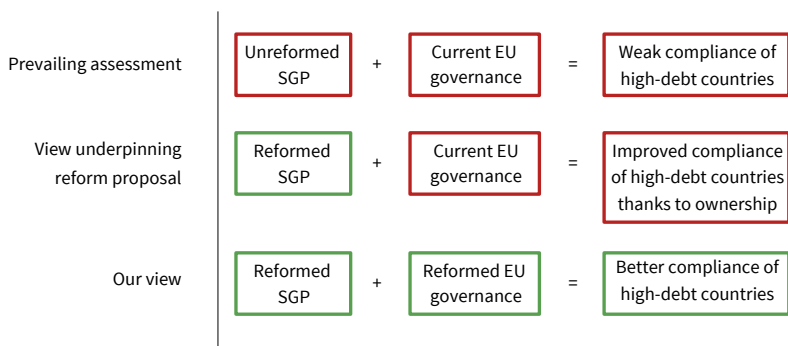 Prevailing assessment
Unreformed
SGP
+
Current EU
governance
=
Weak compliance of
high-debt countries
View underpinning
reform proposal
Reformed
SGP
+
Current EU
governance
=
Improved compliance
of high-debt countries
thanks to ownership
Our view
Reformed
SGP
+
Reformed EU
governance
=
Better compliance of
high-debt countries